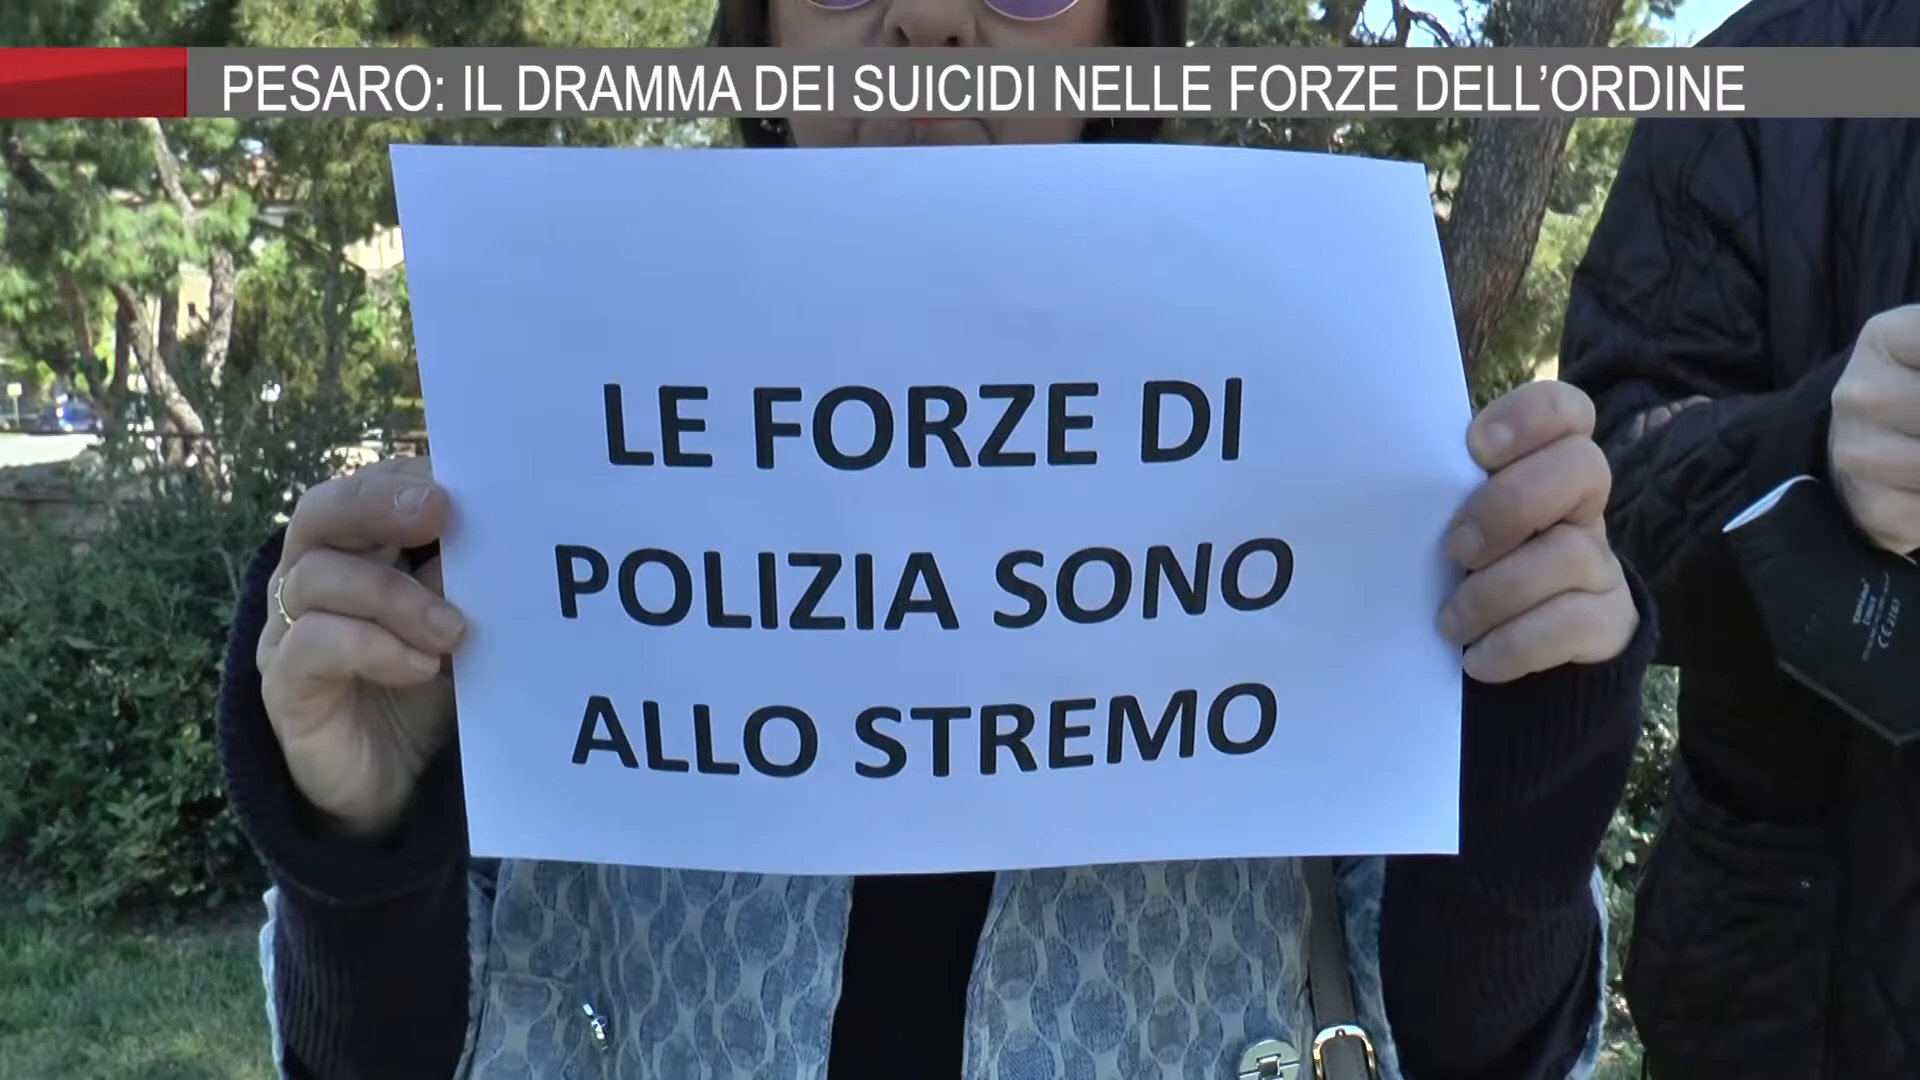 PESARO: IL DRAMMA DEI SUICIDI NELLE FORZE DELL'ORDINE
LE FORZE DI
POLIZIA SONO
ALLO STREMO